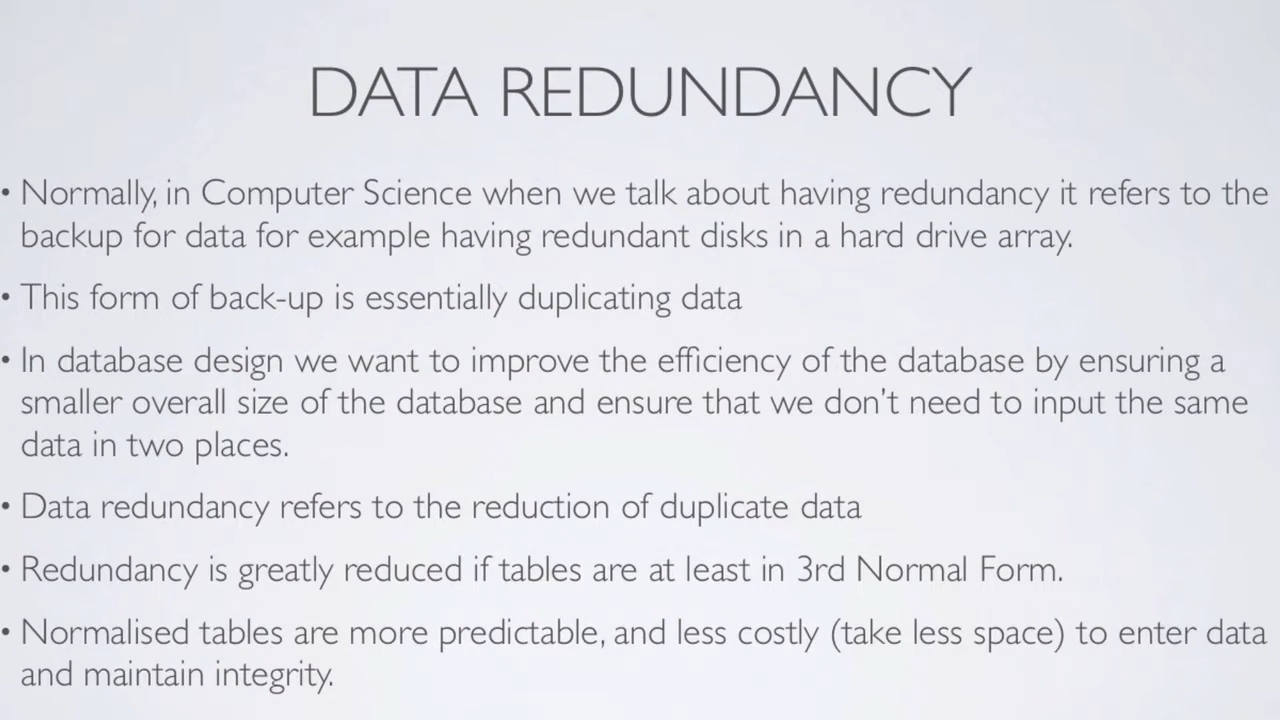 DATA REDUNDANCY
• Normally, in Computer Science when we talk about having redundancy it refers to the
backup for data for example having redundant disks in a hard drive array.
• This form of back-up is essentially duplicating data
• In database design we want to improve the efficiency of the database by ensuring a
smaller overall size of the database and ensure that we don't need to input the same
data in two places.
• Data redundancy refers to the reduction of duplicate data
• Redundancy is greatly reduced if tables are at least in 3rd Normal Form.
• Normalised tables are more predictable, and less costly (take less space) to enter data
and maintain integrity.